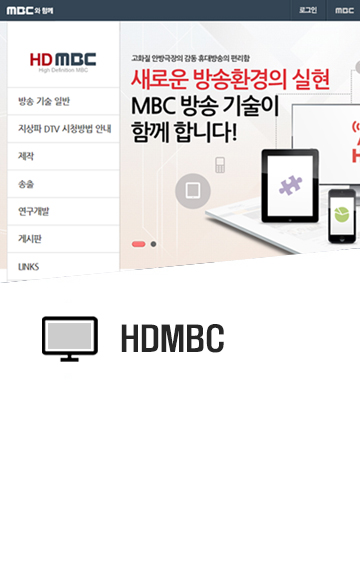 MBC와 함께
로그인
MBC
HD MBC
High Definition MBC
방송 기술 일반
지상파 DTV 시청방법 안내
제작
송출
연구개발
게시판
LINKS
고화질 안방극장의 감동 휴대방송의 편리함
새로운 방송환경의 실현
MBC 방송 기술이
함께 합니다!
HDMBC